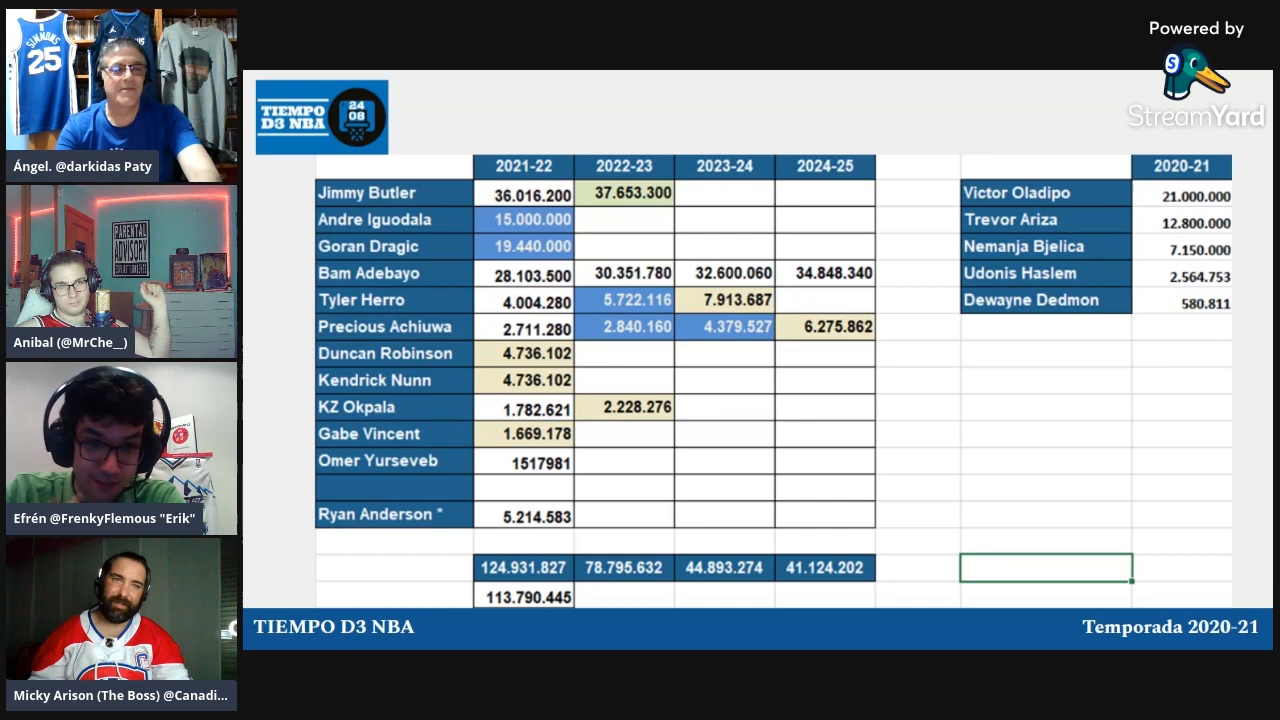 SIMMONS
25
Ángel. @darkidas Paty
PARENTAL
ADVISORY
EXPLICIT CONTENT
Anibal (@MrChe__)
Efrén @FrenkyFlemous "Erik"
Micky Arison (The Boss) @Canadi...
Powered by
S
StreamYard
TIEMPO
D3 NBA
24
08
2021-22 2022-23 2023-24 2024-25 2020-21
Jimmy Butler 36.016.200 37.653.300 Victor Oladipo 21.000.000
Andre Iguodala 15.000.000 Trevor Ariza 12.800.000
Goran Dragic 19.440.000 Nemanja Bjelica 7.150.000
Bam Adebayo 28.103.500 30.351.780 32.600.060 34.848.340 Udonis Haslem 2.564.753
Tyler Herro 4.004.280 5.722.116 7.913.687 Dewayne Dedmon 580.811
Precious Achiuwa 2.711.280 2.840.160 4.379.527 6.275.862
Duncan Robinson 4.736.102
Kendrick Nunn 4.736.102
KZ Okpala 1.782.621 2.228.276
Gabe Vincent 1.669.178
Omer Yurseveb 1517981
Ryan Anderson * 5.214.583
124.931.827 78.795.632 44.893.274 41.124.202
113.790.445
TIEMPO D3 NBA
Temporada 2020-21